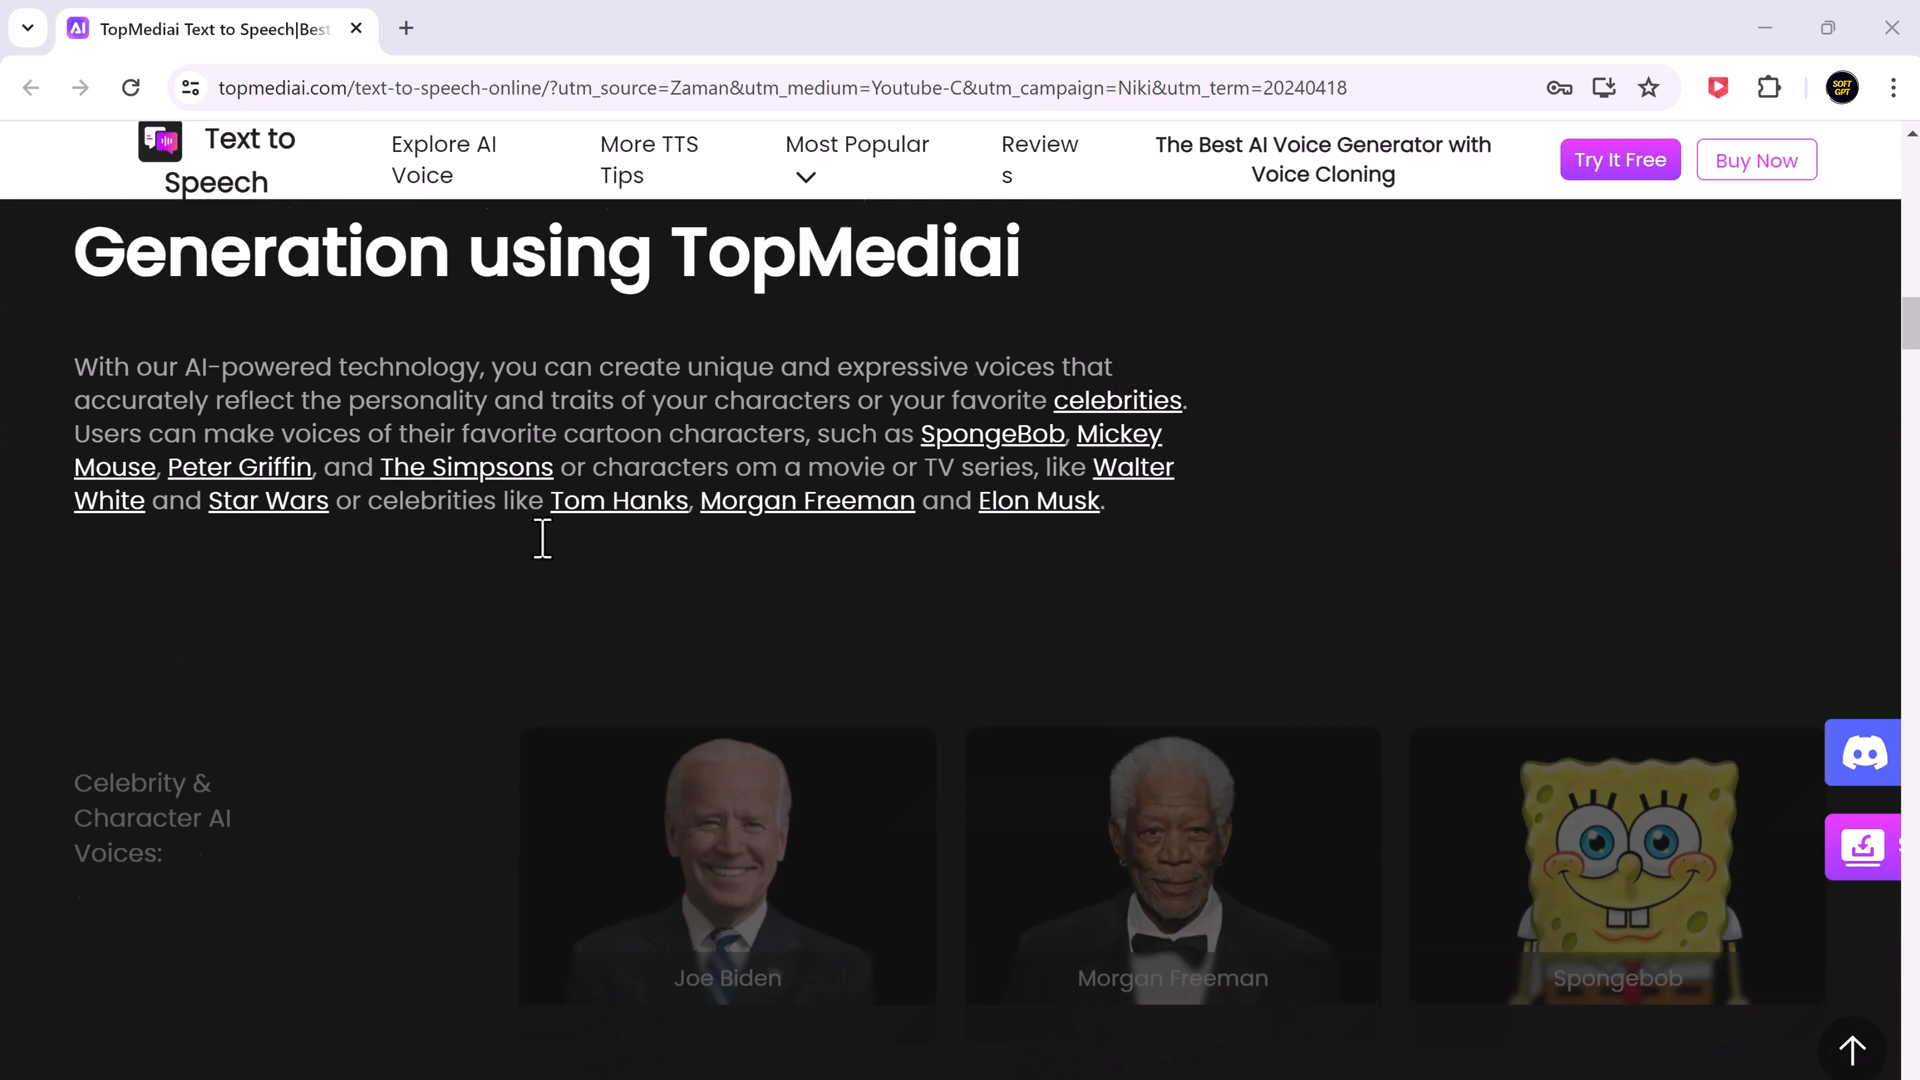 TopMediai Text to Speech|Best
topmediai.com/text-to-speech-online/?utm_source=Zaman&utm_medium=Youtube-C&utm_campaign=Niki&utm_term=20240418
SOFT
GPT
Text to
Speech
Explore AI
Voice
More TTS
Tips
Most Popular
Review
s
The Best AI Voice Generator with
Voice Cloning
Try It Free
Buy Now
Generation using TopMediai
With our AI-powered technology, you can create unique and expressive voices that
accurately reflect the personality and traits of your characters or your favorite celebrities.
Users can make voices of their favorite cartoon characters, such as SpongeBob, Mickey
Mouse, Peter Griffin, and The Simpsons or characters om a movie or TV series, like Walter
White and Star Wars or celebrities like Tom Hanks, Morgan Freeman and Elon Musk.
Celebrity &
Character AI
Voices:
Joe Biden
Morgan Freeman
Spongebob